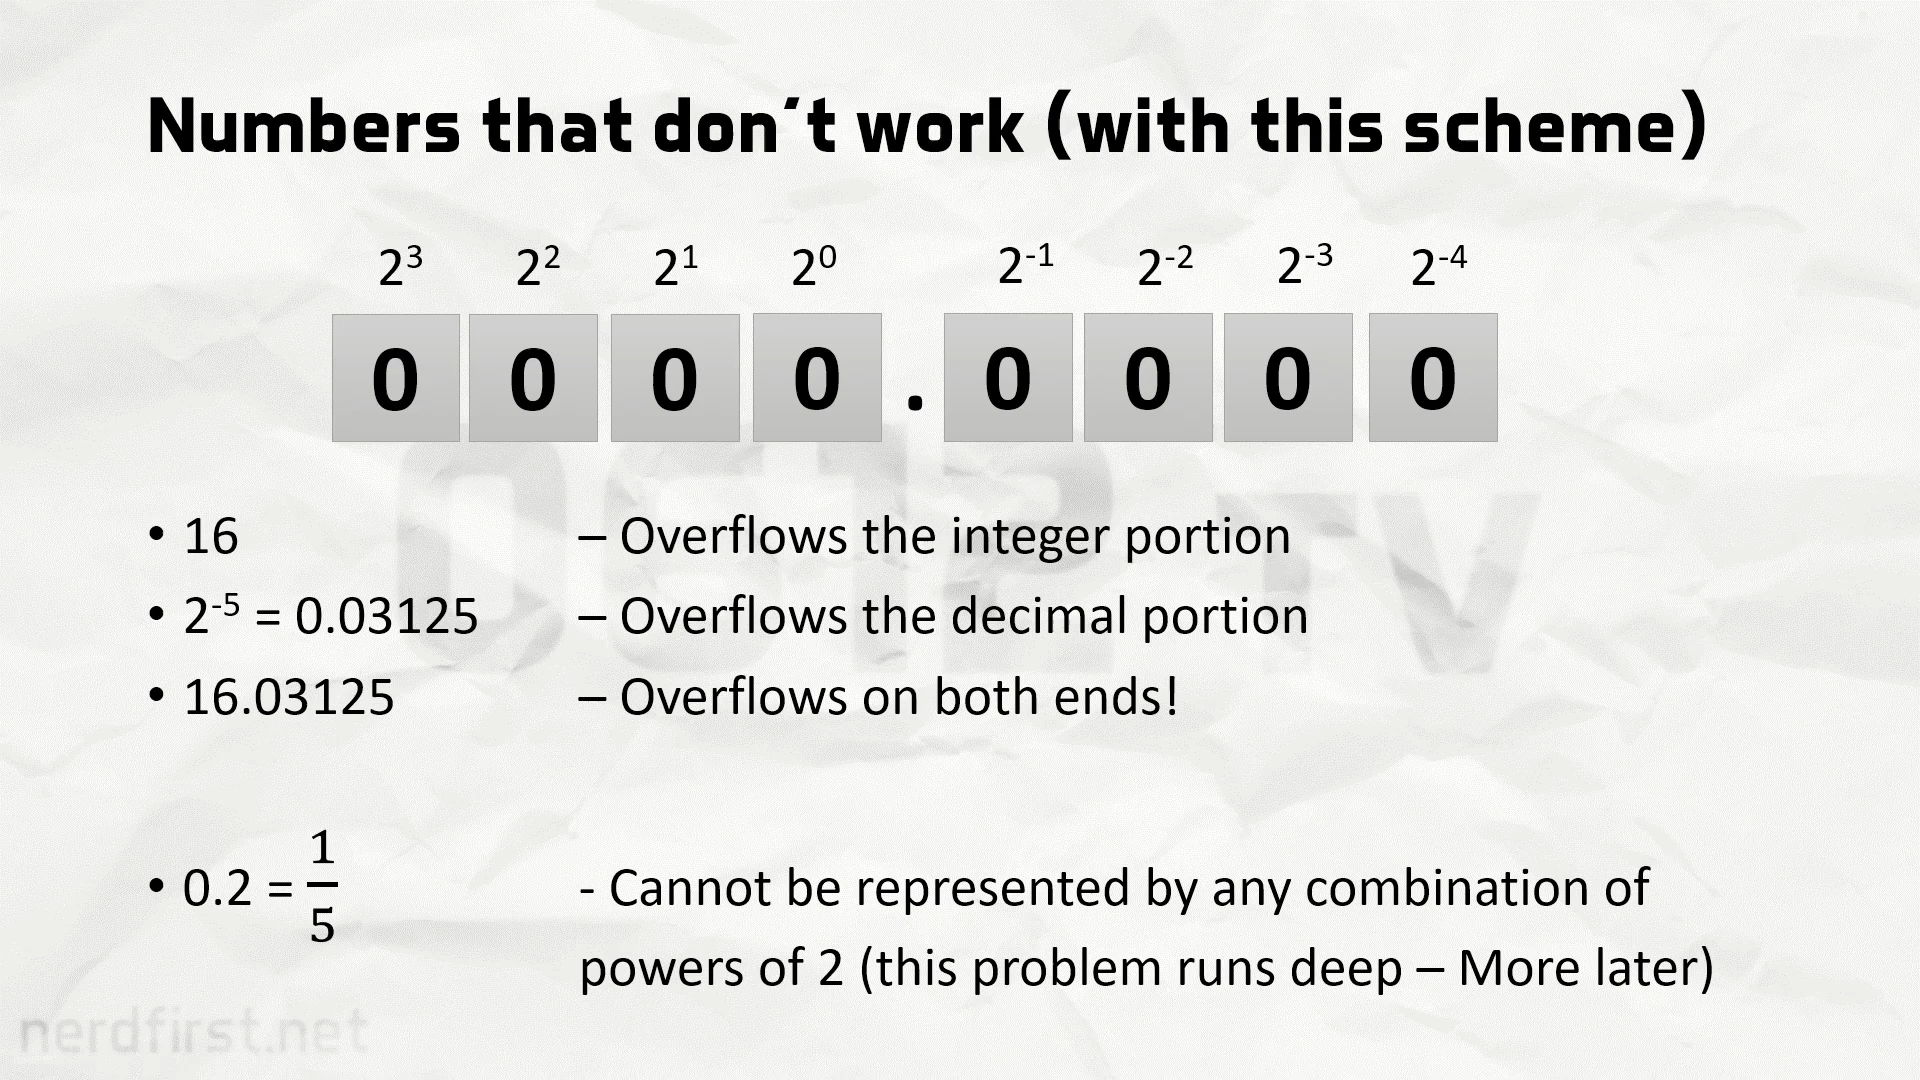 Numbers that don´t work (with this scheme)
2³ 2² 2¹ 2⁰ 2⁻¹ 2⁻² 2⁻³ 2⁻⁴
0 0 0 0 . 0 0 0 0
• 16 – Overflows the integer portion
• 2⁻⁵ = 0.03125 – Overflows the decimal portion
• 16.03125 – Overflows on both ends!
• 0.2 = 1/5 - Cannot be represented by any combination of
powers of 2 (this problem runs deep – More later)
nerdfirst.net